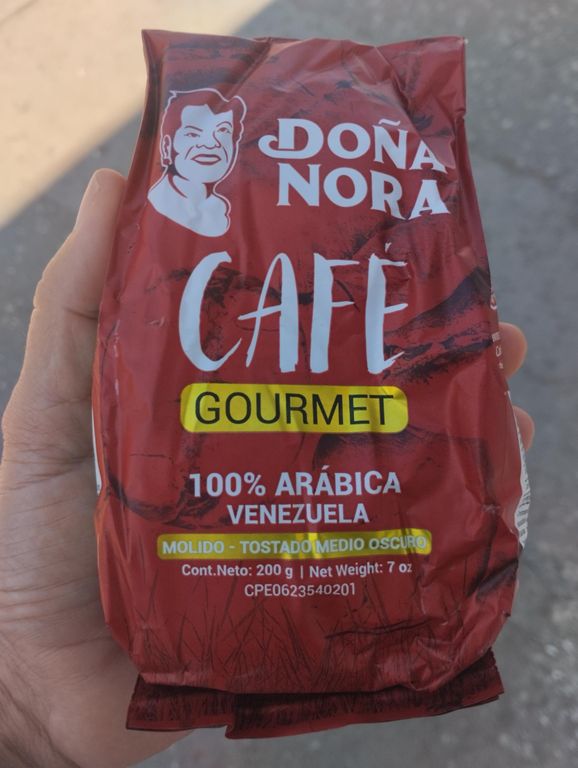 DOÑA
NORA
CAFÉ
GOURMET
100% ARÁBICA
VENEZUELA
MOLIDO - TOSTADO MEDIO OSCURO
Cont.Neto: 200 g | Net Weight: 7 oz
CPE0623540201